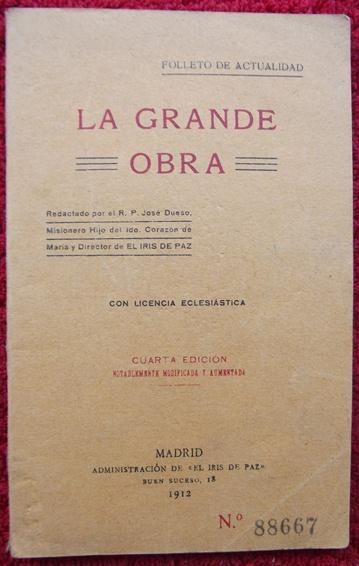 FOLLETO DE ACTUALIDAD
LA GRANDE
OBRA
Redactado por el R. P. José Dueso,
Misionero Hijo del Ido. Corazón de
María y Director de EL IRIS DE PAZ
CON LICENCIA ECLESIÁSTICA
CUARTA EDICIÓN
NOTABLEMENTE MODIFICADA Y AUMENTADA
MADRID
ADMINISTRACIÓN DE «EL IRIS DE PAZ»
BUEN SUCESO, 18
1912
N.º 88667